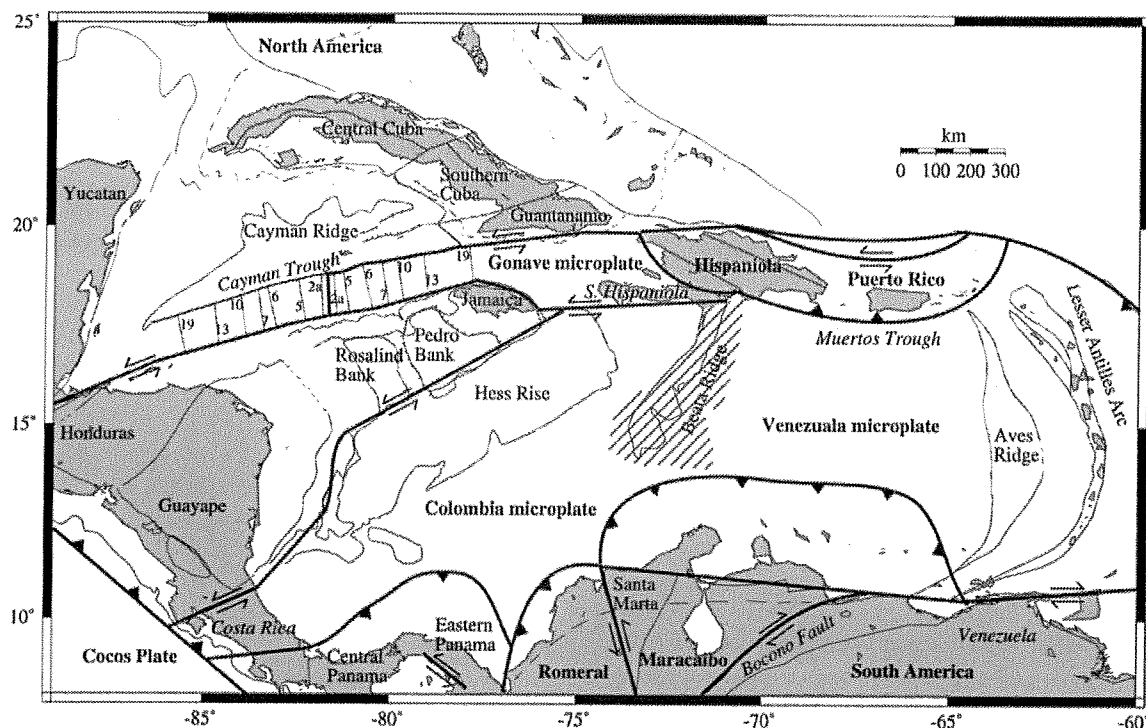 25°
North America
km
0 100 200 300
Central Cuba
Yucatan
Southern
Cuba
Guantanamo
20°
Cayman Ridge
Cayman Trough
Gonave microplate
Hispaniola
Puerto Rico
19
13
10
7
6
5
2a
2a
5
6
7
10
13
19
Jamaica
S. Hispaniola
Muertos Trough
Lesser Antilles Arc
Pedro
Bank
Rosalind
Bank
Hess Rise
Beata Ridge
15°
Honduras
Venezuala microplate
Aves
Ridge
Guayape
Colombia microplate
10°
Santa
Marta
Costa Rica
Eastern
Panama
Bocono Fault
Venezuela
Cocos Plate
Central
Panama
Romeral
Maracaibo
South America
-85°
-80°
-75°
-70°
-65°
-60°